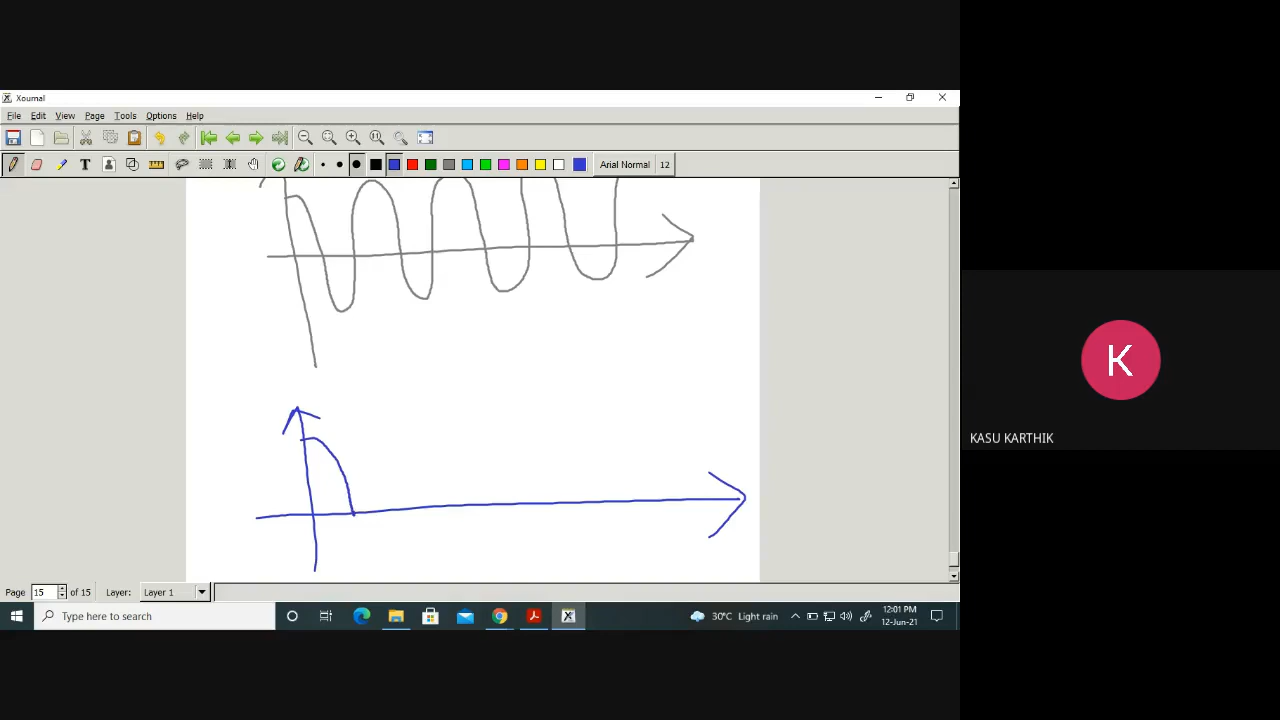 Xournal
File Edit View Page Tools Options Help
Arial Normal 12
K
KASU KARTHIK
Page 15 of 15 Layer: Layer 1
Type here to search
30°C Light rain
12:01 PM
12-Jun-21